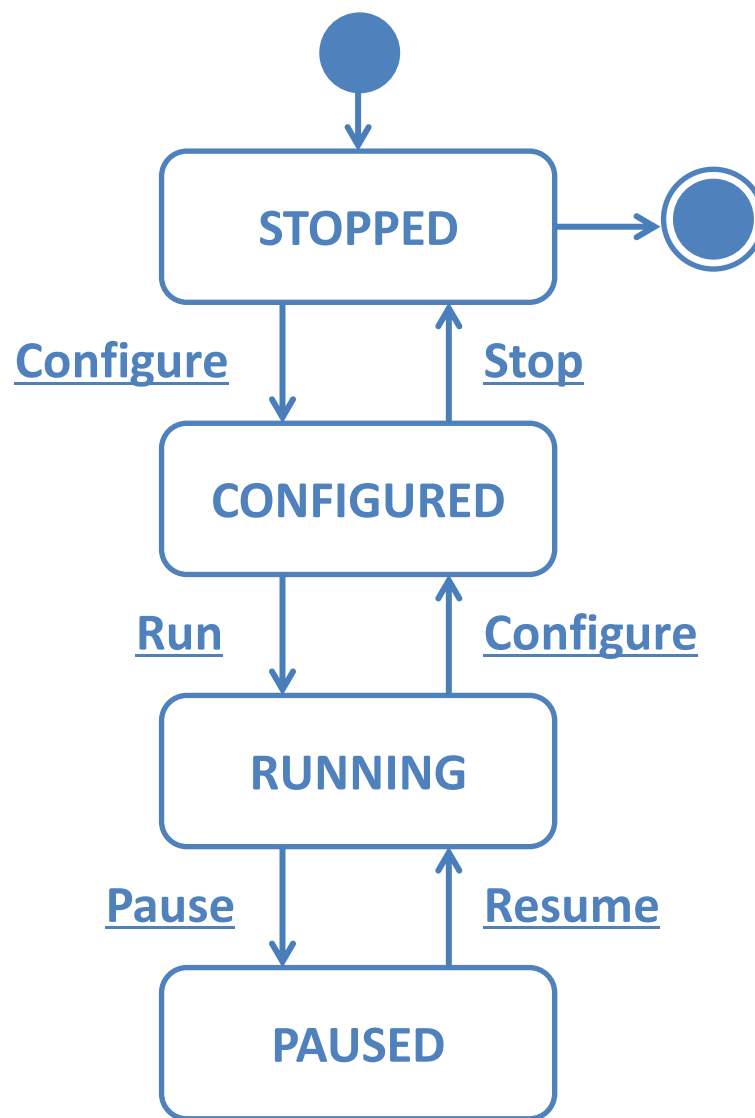 STOPPED
Configure
Stop
CONFIGURED
Run
Configure
RUNNING
Pause
Resume
PAUSED